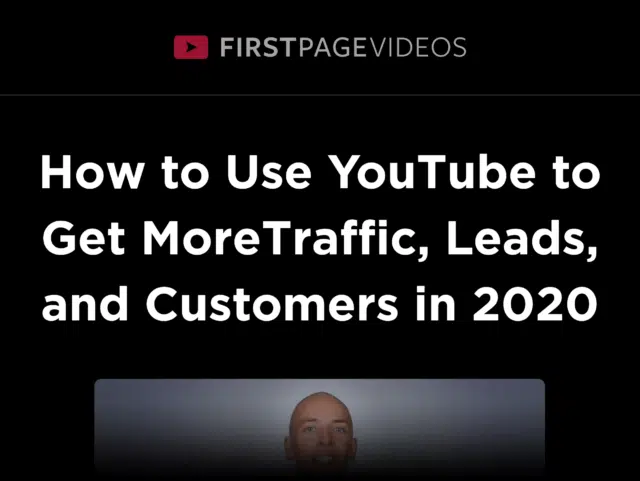 FIRSTPAGEVIDEOS
How to Use YouTube to
Get MoreTraffic, Leads,
and Customers in 2020